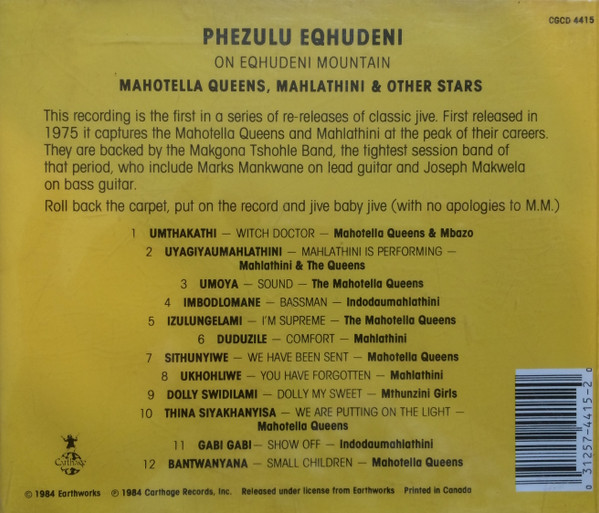 CGCD 4415
PHEZULU EQHUDENI
ON EQHUDENI MOUNTAIN
MAHOTELLA QUEENS, MAHLATHINI & OTHER STARS
This recording is the first in a series of re-releases of classic jive. First released in
1975 it captures the Mahotella Queens and Mahlathini at the peak of their careers.
They are backed by the Makgona Tshohle Band, the tightest session band of
that period, who include Marks Mankwane on lead guitar and Joseph Makwela
on bass guitar.
Roll back the carpet, put on the record and jive baby jive (with no apologies to M.M.)
1 UMTHAKATHI — WITCH DOCTOR — Mahotella Queens & Mbazo
2 UYAGIYAUMAHLATHINI — MAHLATHINI IS PERFORMING —
Mahlathini & The Queens
3 UMOYA — SOUND — The Mahotella Queens
4 IMBODLOMANE — BASSMAN — Indodaumahlathini
5 IZULUNGELAMI — I'M SUPREME — The Mahotella Queens
6 DUDUZILE — COMFORT — Mahlathini
7 SITHUNYIWE — WE HAVE BEEN SENT — Mahotella Queens
8 UKHOHLIWE — YOU HAVE FORGOTTEN — Mahlathini
9 DOLLY SWIDILAMI — DOLLY MY SWEET — Mthunzini Girls
10 THINA SIYAKHANYISA — WE ARE PUTTING ON THE LIGHT —
Mahotella Queens
11 GABI GABI — SHOW OFF — Indodaumahlathini
12 BANTWANYANA — SMALL CHILDREN — Mahotella Queens
Carthage
0 31257-4415-2 0
© 1984 Earthworks ℗ 1984 Carthage Records, Inc. Released under license from Earthworks Printed in Canada